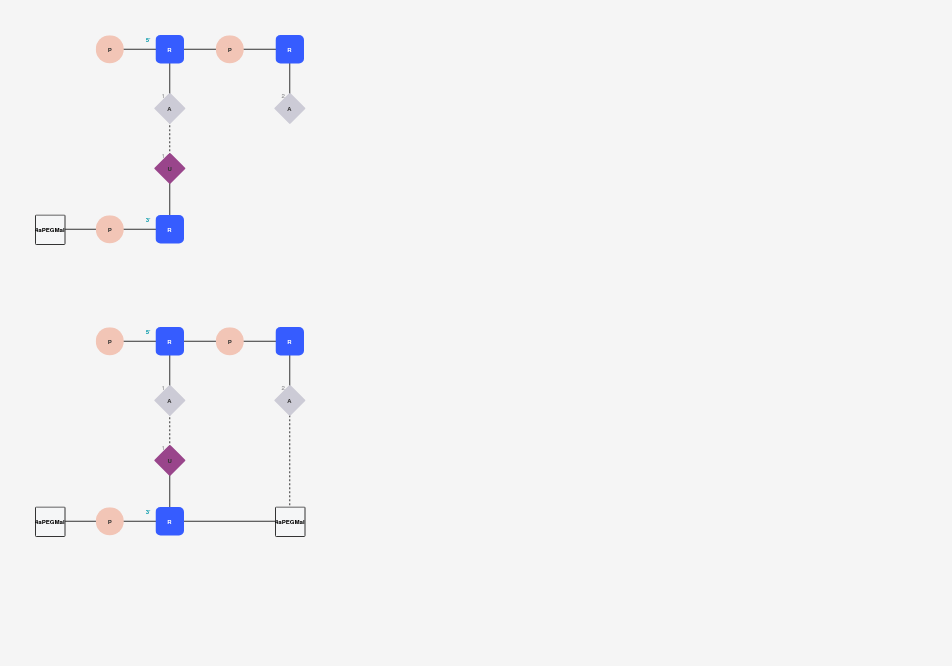 5'
P R P R
1 2
A A
1
U
3'
4aPEGMal P R
5'
P R P R
1 2
A A
1
U
3'
4aPEGMal P R 4aPEGMal